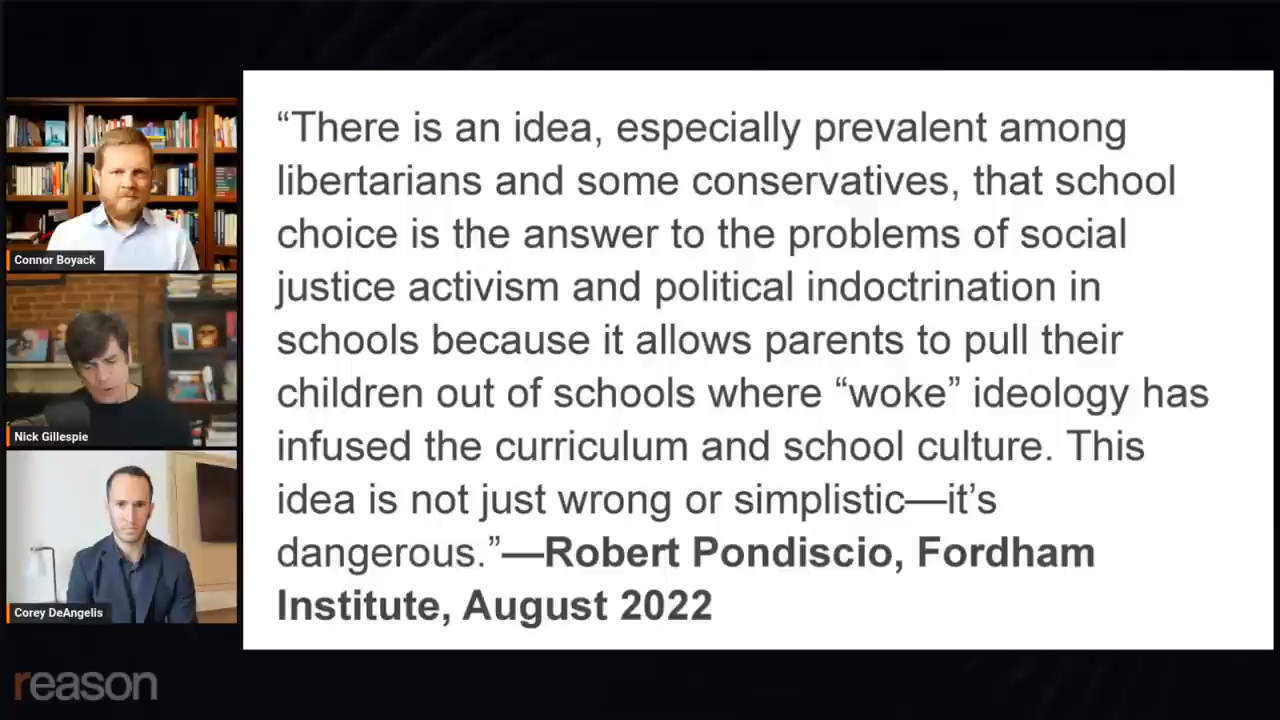 Connor Boyack
Nick Gillespie
Corey DeAngelis
“There is an idea, especially prevalent among
libertarians and some conservatives, that school
choice is the answer to the problems of social
justice activism and political indoctrination in
schools because it allows parents to pull their
children out of schools where “woke” ideology has
infused the curriculum and school culture. This
idea is not just wrong or simplistic—it’s
dangerous.”—Robert Pondiscio, Fordham
Institute, August 2022
reason